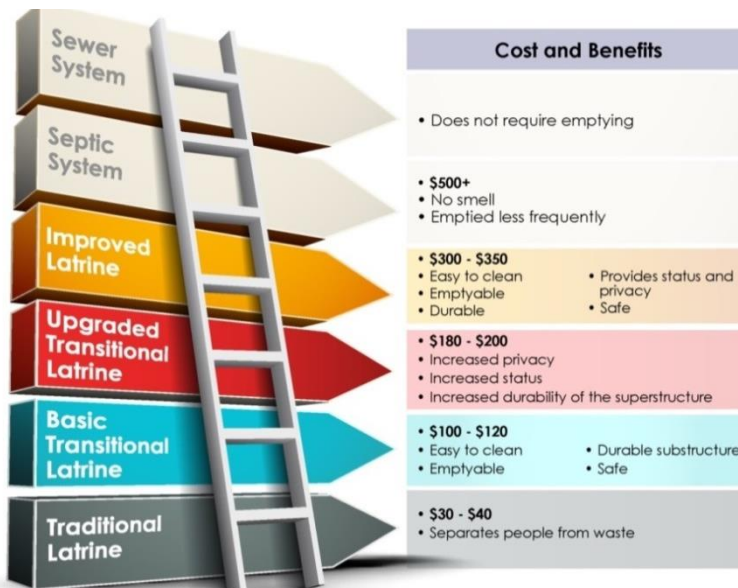 Sewer
System
Cost and Benefits
• Does not require emptying
Septic
System
• $500+
• No smell
• Emptied less frequently
Improved
Latrine
• $300 - $350
• Easy to clean
• Emptyable
• Durable
• Provides status and
privacy
• Safe
Upgraded
Transitional
Latrine
• $180 - $200
• Increased privacy
• Increased status
• Increased durability of the superstructure
Basic
Transitional
Latrine
• $100 - $120
• Easy to clean
• Emptyable
• Durable substructure
• Safe
Traditional
Latrine
• $30 - $40
• Separates people from waste